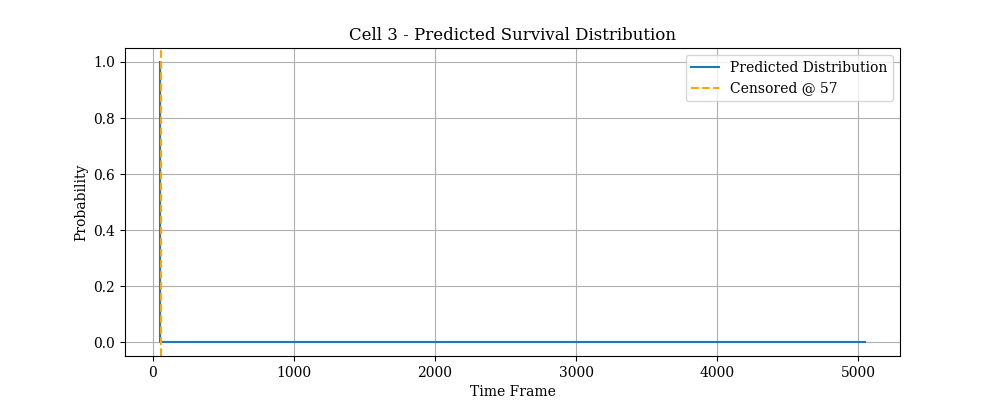 Cell 3 - Predicted Survival Distribution
Predicted Distribution
Censored @ 57
Probability
1.0
0.8
0.6
0.4
0.2
0.0
0 1000 2000 3000 4000 5000
Time Frame